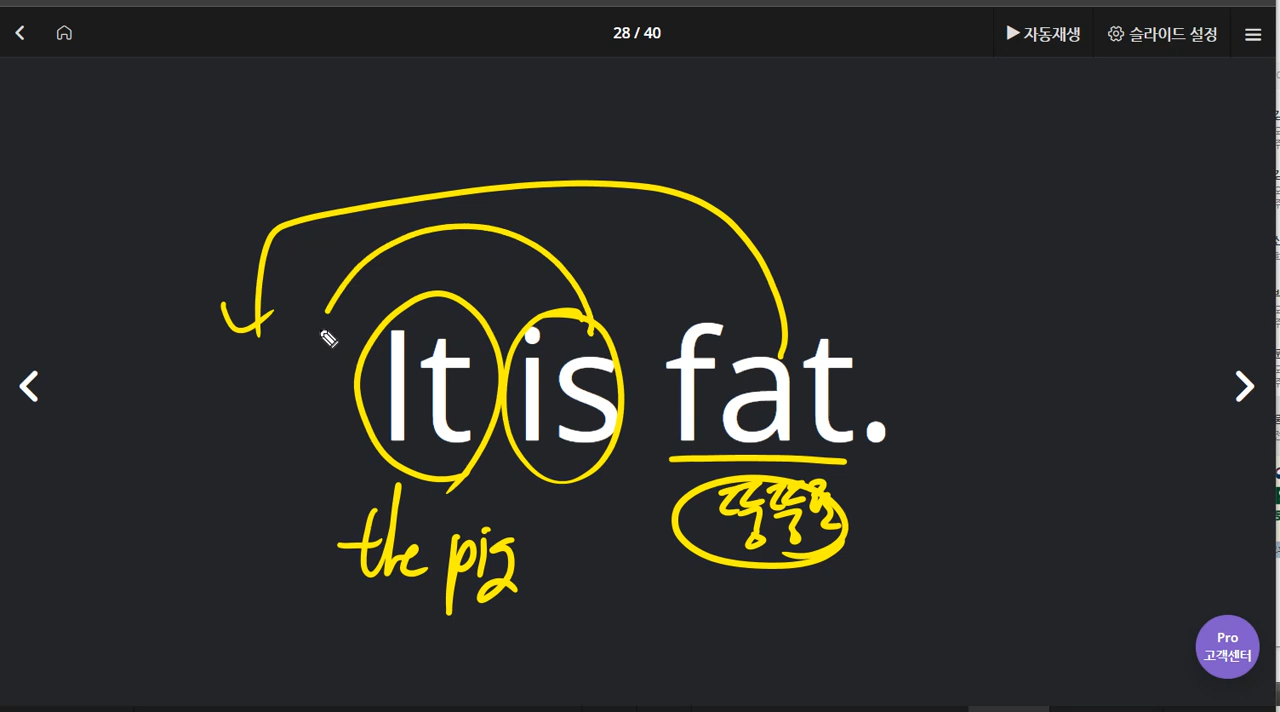 28 / 40
자동재생
슬라이드 설정
It is fat.
the pig
뚱뚱한
Pro
고객센터